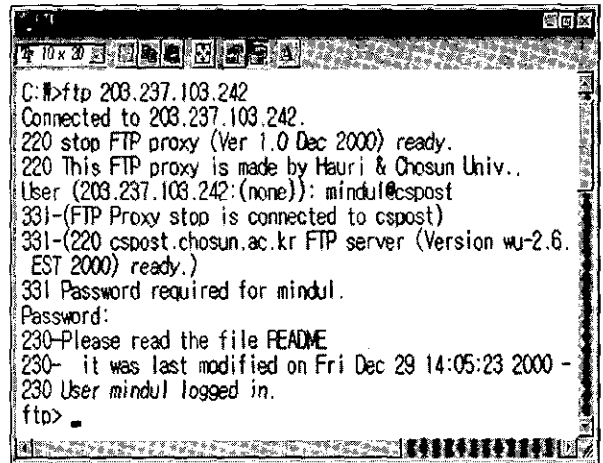 10 x 20
A
C:₩>ftp 203.237.103.242
Connected to 203.237.103.242.
220 stop FTP proxy (Ver 1.0 Dec 2000) ready.
220 This FTP proxy is made by Hauri & Chosun Univ..
User (203.237.103.242:(none)): mindul@cspost
331-(FTP Proxy stop is connected to cspost)
331-(220 cspost.chosun.ac.kr FTP server (Version wu-2.6.
EST 2000) ready.)
331 Password required for mindul.
Password:
230-Please read the file README
230- it was last modified on Fri Dec 29 14:05:23 2000 -
230 User mindul logged in.
ftp>